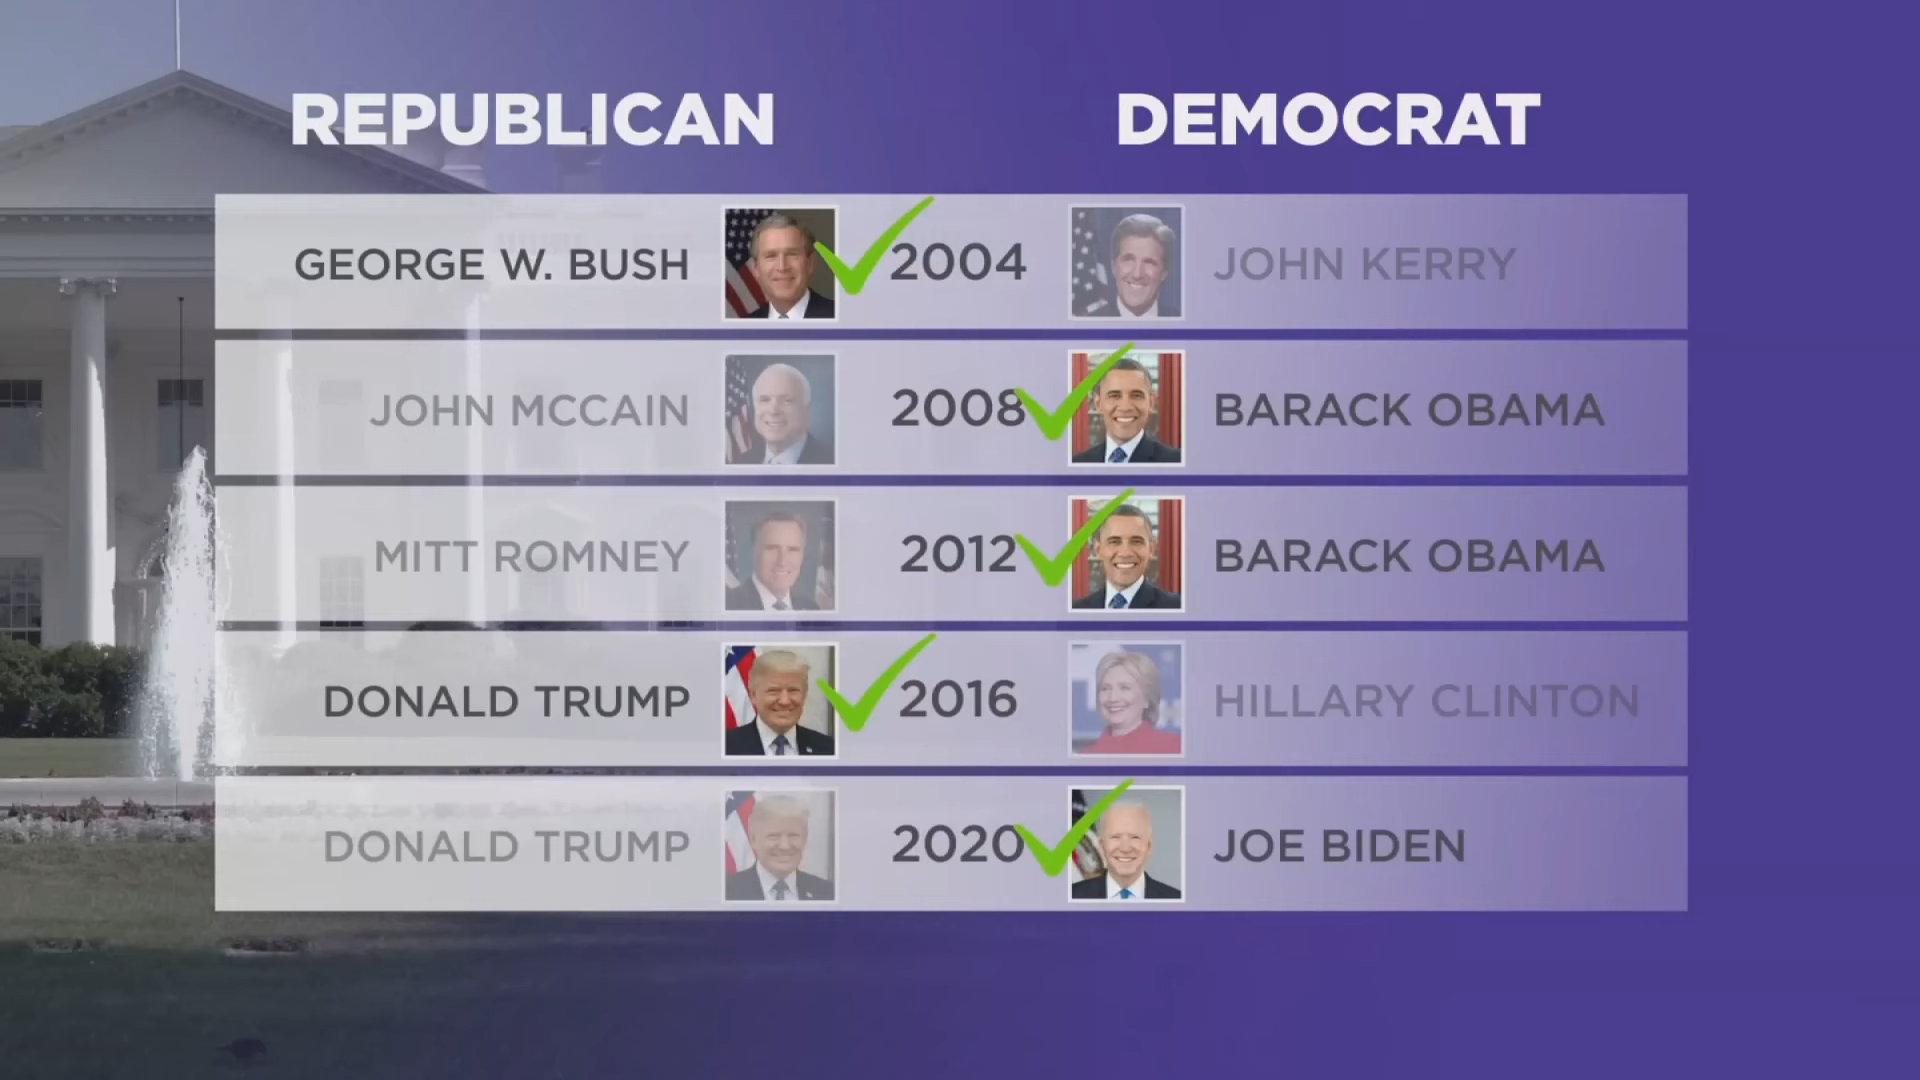 REPUBLICAN DEMOCRAT
GEORGE W. BUSH 2004 JOHN KERRY
JOHN MCCAIN 2008 BARACK OBAMA
MITT ROMNEY 2012 BARACK OBAMA
DONALD TRUMP 2016 HILLARY CLINTON
DONALD TRUMP 2020 JOE BIDEN